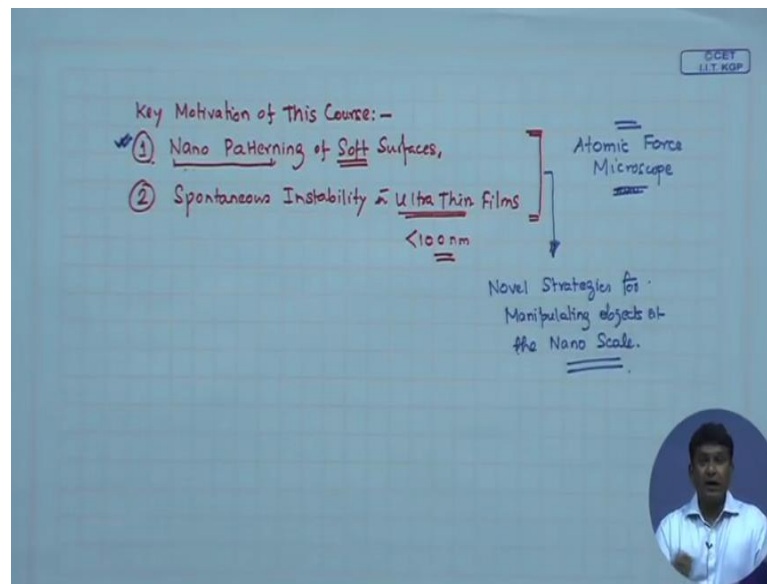 ©CET
I.I.T. KGP
Key Motivation of This Course:-
① Nano Patterning of Soft Surfaces,
② Spontaneous Instability in Ultra Thin Films
<100 nm
Atomic Force
Microscope
Novel Strategies for
Manipulating objects at
the Nano Scale.